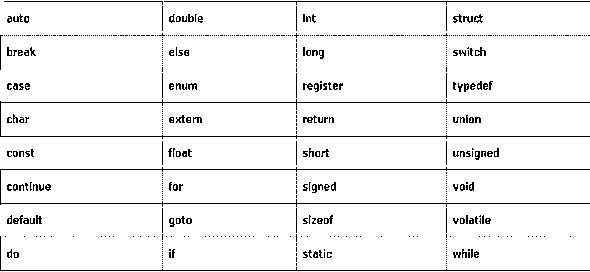 auto double int struct
break else long switch
case enum register typedef
char extern return union
const float short unsigned
continue for signed void
default goto sizeof volatile
do if static while